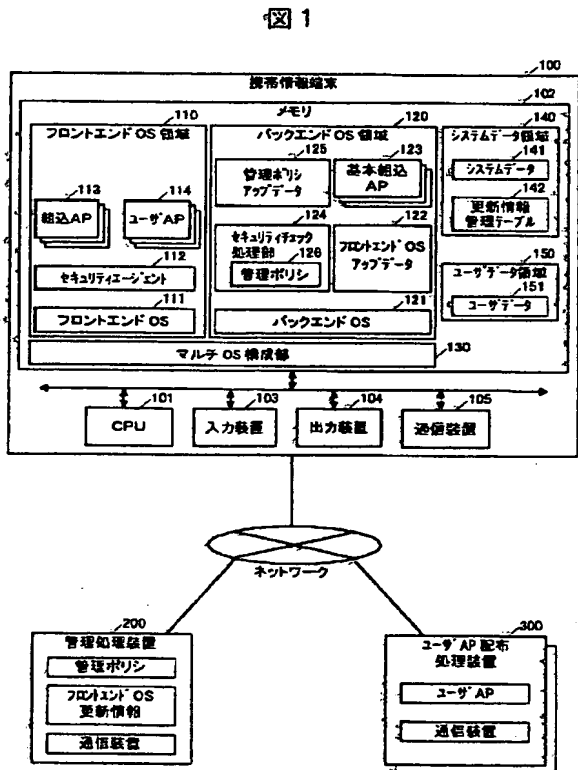 図1
100
携帯情報端末
102
メモリ
110
フロントエンドOS領域
120
バックエンドOS領域
140
システムデータ領域
125
管理ポリシ
アップデータ
123
基本組込
AP
141
システムデータ
113
組込AP
114
ユーザAP
142
更新情報
管理テーブル
124
セキュリティチェック
処理部
126
管理ポリシ
122
フロントエンドOS
アップデータ
112
セキュリティエージェント
150
ユーザデータ領域
151
ユーザデータ
111
フロントエンドOS
121
バックエンドOS
130
マルチOS構成部
101
CPU
103
入力装置
104
出力装置
105
通信装置
ネットワーク
200
管理処理装置
管理ポリシ
フロントエンドOS
更新情報
通信装置
300
ユーザAP配布
処理装置
ユーザAP
通信装置